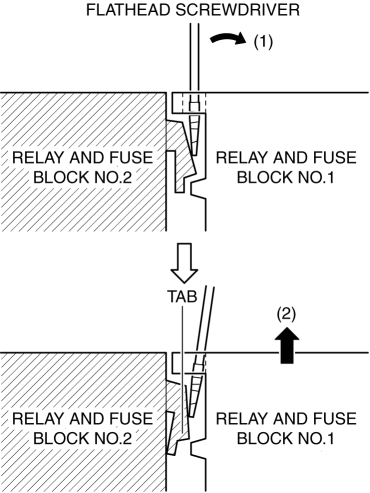 FLATHEAD SCREWDRIVER
(1)
RELAY AND FUSE
BLOCK NO.2
RELAY AND FUSE
BLOCK NO.1
TAB
(2)
RELAY AND FUSE
BLOCK NO.2
RELAY AND FUSE
BLOCK NO.1